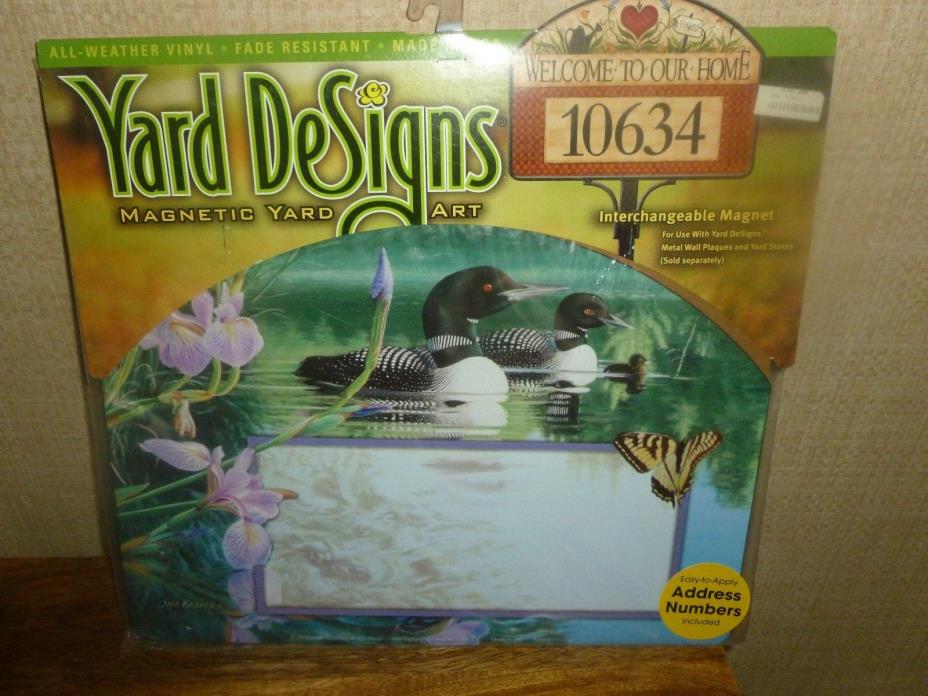 ALL-WEATHER VINYL • FADE RESISTANT • MADE
Yard DeSigns
MAGNETIC YARD ART
WELCOME TO OUR HOME
10634
Interchangeable Magnet
For Use With Yard DeSigns™
Metal Wall Plaques and Yard Stakes
(Sold separately)
Easy-to-Apply
Address
Numbers
Included